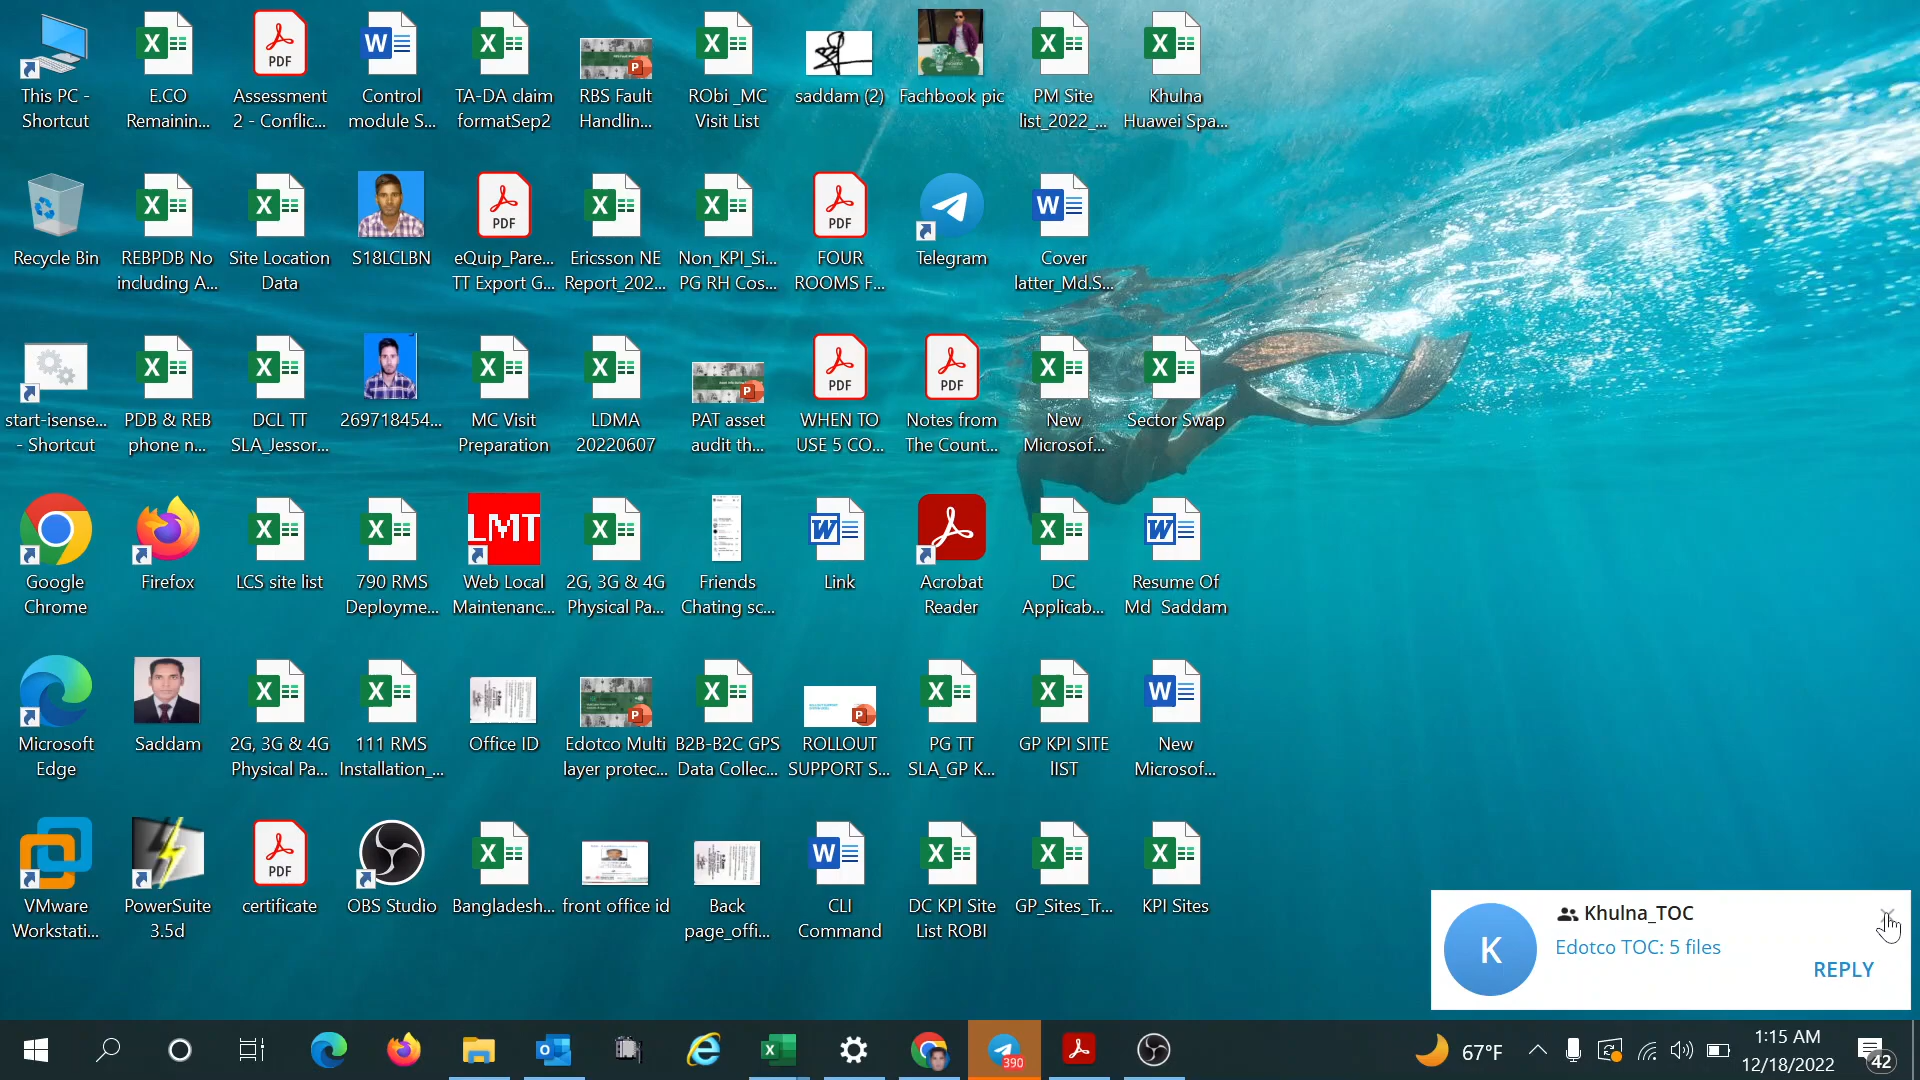 This PC -
Shortcut
E.CO
Remainin...
PDF
Assessment
2 - Conflic...
Control
module S...
TA-DA claim
formatSep2
RBS Fault
Handlin...
RObi _MC
Visit List
saddam (2)
Fachbook pic
PM Site
list_2022_...
Khulna
Huawei Spa...
Recycle Bin
REBPDB No
including A...
Site Location
Data
S18LCLBN
PDF
eQuip_Pare...
TT Export G...
Ericsson NE
Report_202...
Non_KPI_Si...
PG RH Cos...
PDF
FOUR
ROOMS F...
Telegram
Cover
latter_Md.S...
start-isense...
- Shortcut
PDB & REB
phone n...
DCL TT
SLA_Jessor...
269718454...
MC Visit
Preparation
LDMA
20220607
PAT asset
audit th...
PDF
WHEN TO
USE 5 CO...
PDF
Notes from
The Count...
New
Microsof...
Sector Swap
Google
Chrome
Firefox
LCS site list
790 RMS
Deployme...
LMT
Web Local
Maintenanc...
2G, 3G & 4G
Physical Pa...
Friends
Chating sc...
Link
Acrobat
Reader
DC
Applicab...
Resume Of
Md Saddam
Microsoft
Edge
Saddam
2G, 3G & 4G
Physical Pa...
111 RMS
Installation_...
Office ID
Edotco Multi
layer protec...
B2B-B2C GPS
Data Collec...
ROLLOUT
SUPPORT S...
PG TT
SLA_GP K...
GP KPI SITE
lIST
New
Microsof...
VMware
Workstati...
PowerSuite
3.5d
PDF
certificate
OBS Studio
Bangladesh...
front office id
Back
page_offi...
CLI
Command
DC KPI Site
List ROBI
GP_Sites_Tr...
KPI Sites
K
Khulna_TOC
Edotco TOC: 5 files
REPLY
390
67°F
1:15 AM
12/18/2022
42